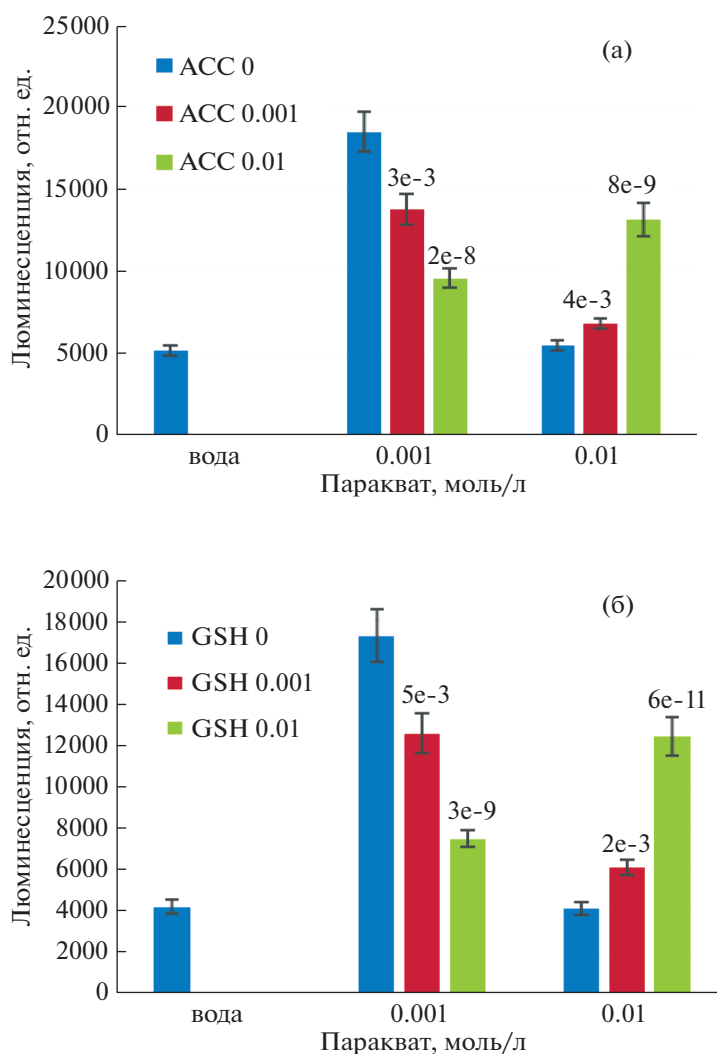 25000
(а)
ACC 0
20000
ACC 0.001
ACC 0.01
3e-3
8e-9
15000
2e-8
10000
4e-3
5000
0
Люминесценция, отн. ед.
вода 0.001 0.01
Паракват, моль/л
20000
(б)
18000
GSH 0
16000
GSH 0.001
5e-3
6e-11
14000
GSH 0.01
12000
10000
3e-9
8000
2e-3
6000
4000
2000
0
Люминесценция, отн. ед.
вода 0.001 0.01
Паракват, моль/л